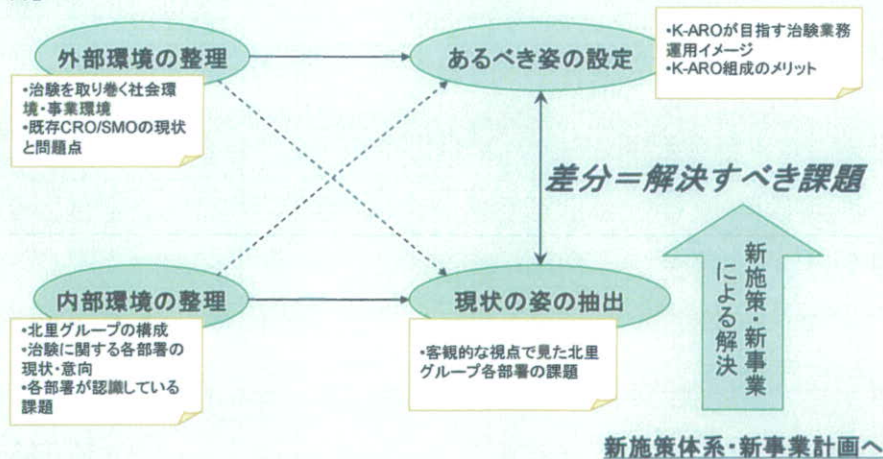 外部環境の整理
・治験を取り巻く社会環
境・事業環境
・既存CRO/SMOの現状
と問題点
あるべき姿の設定
・K-AROが目指す治験業務
運用イメージ
・K-ARO組成のメリット
差分＝解決すべき課題
新施策・新事業
による解決
内部環境の整理
・北里グループの構成
・治験に関する各部署の
現状・意向
・各部署が認識している
課題
現状の姿の抽出
・客観的な視点で見た北里
グループ各部署の課題
新施策体系・新事業計画へ